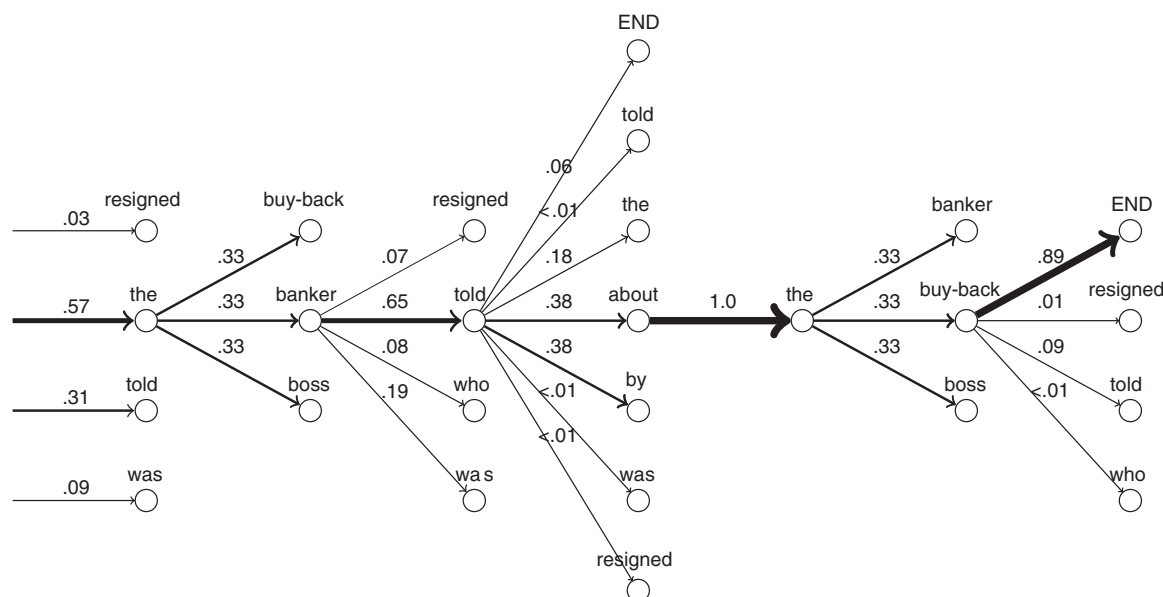 END
told
.06
<.01
resigned
buy-back
resigned
the
banker
END
.03
.33
.07
.18
.33
.89
the
banker
told
about
the
buy-back
resigned
.57
.33
.65
.38
1.0
.33
.01
.33
.08
.38
.33
.09
told
boss
who
.19
<.01
by
boss
<.01
told
.31
<.01
was
was
was
who
.09
resigned